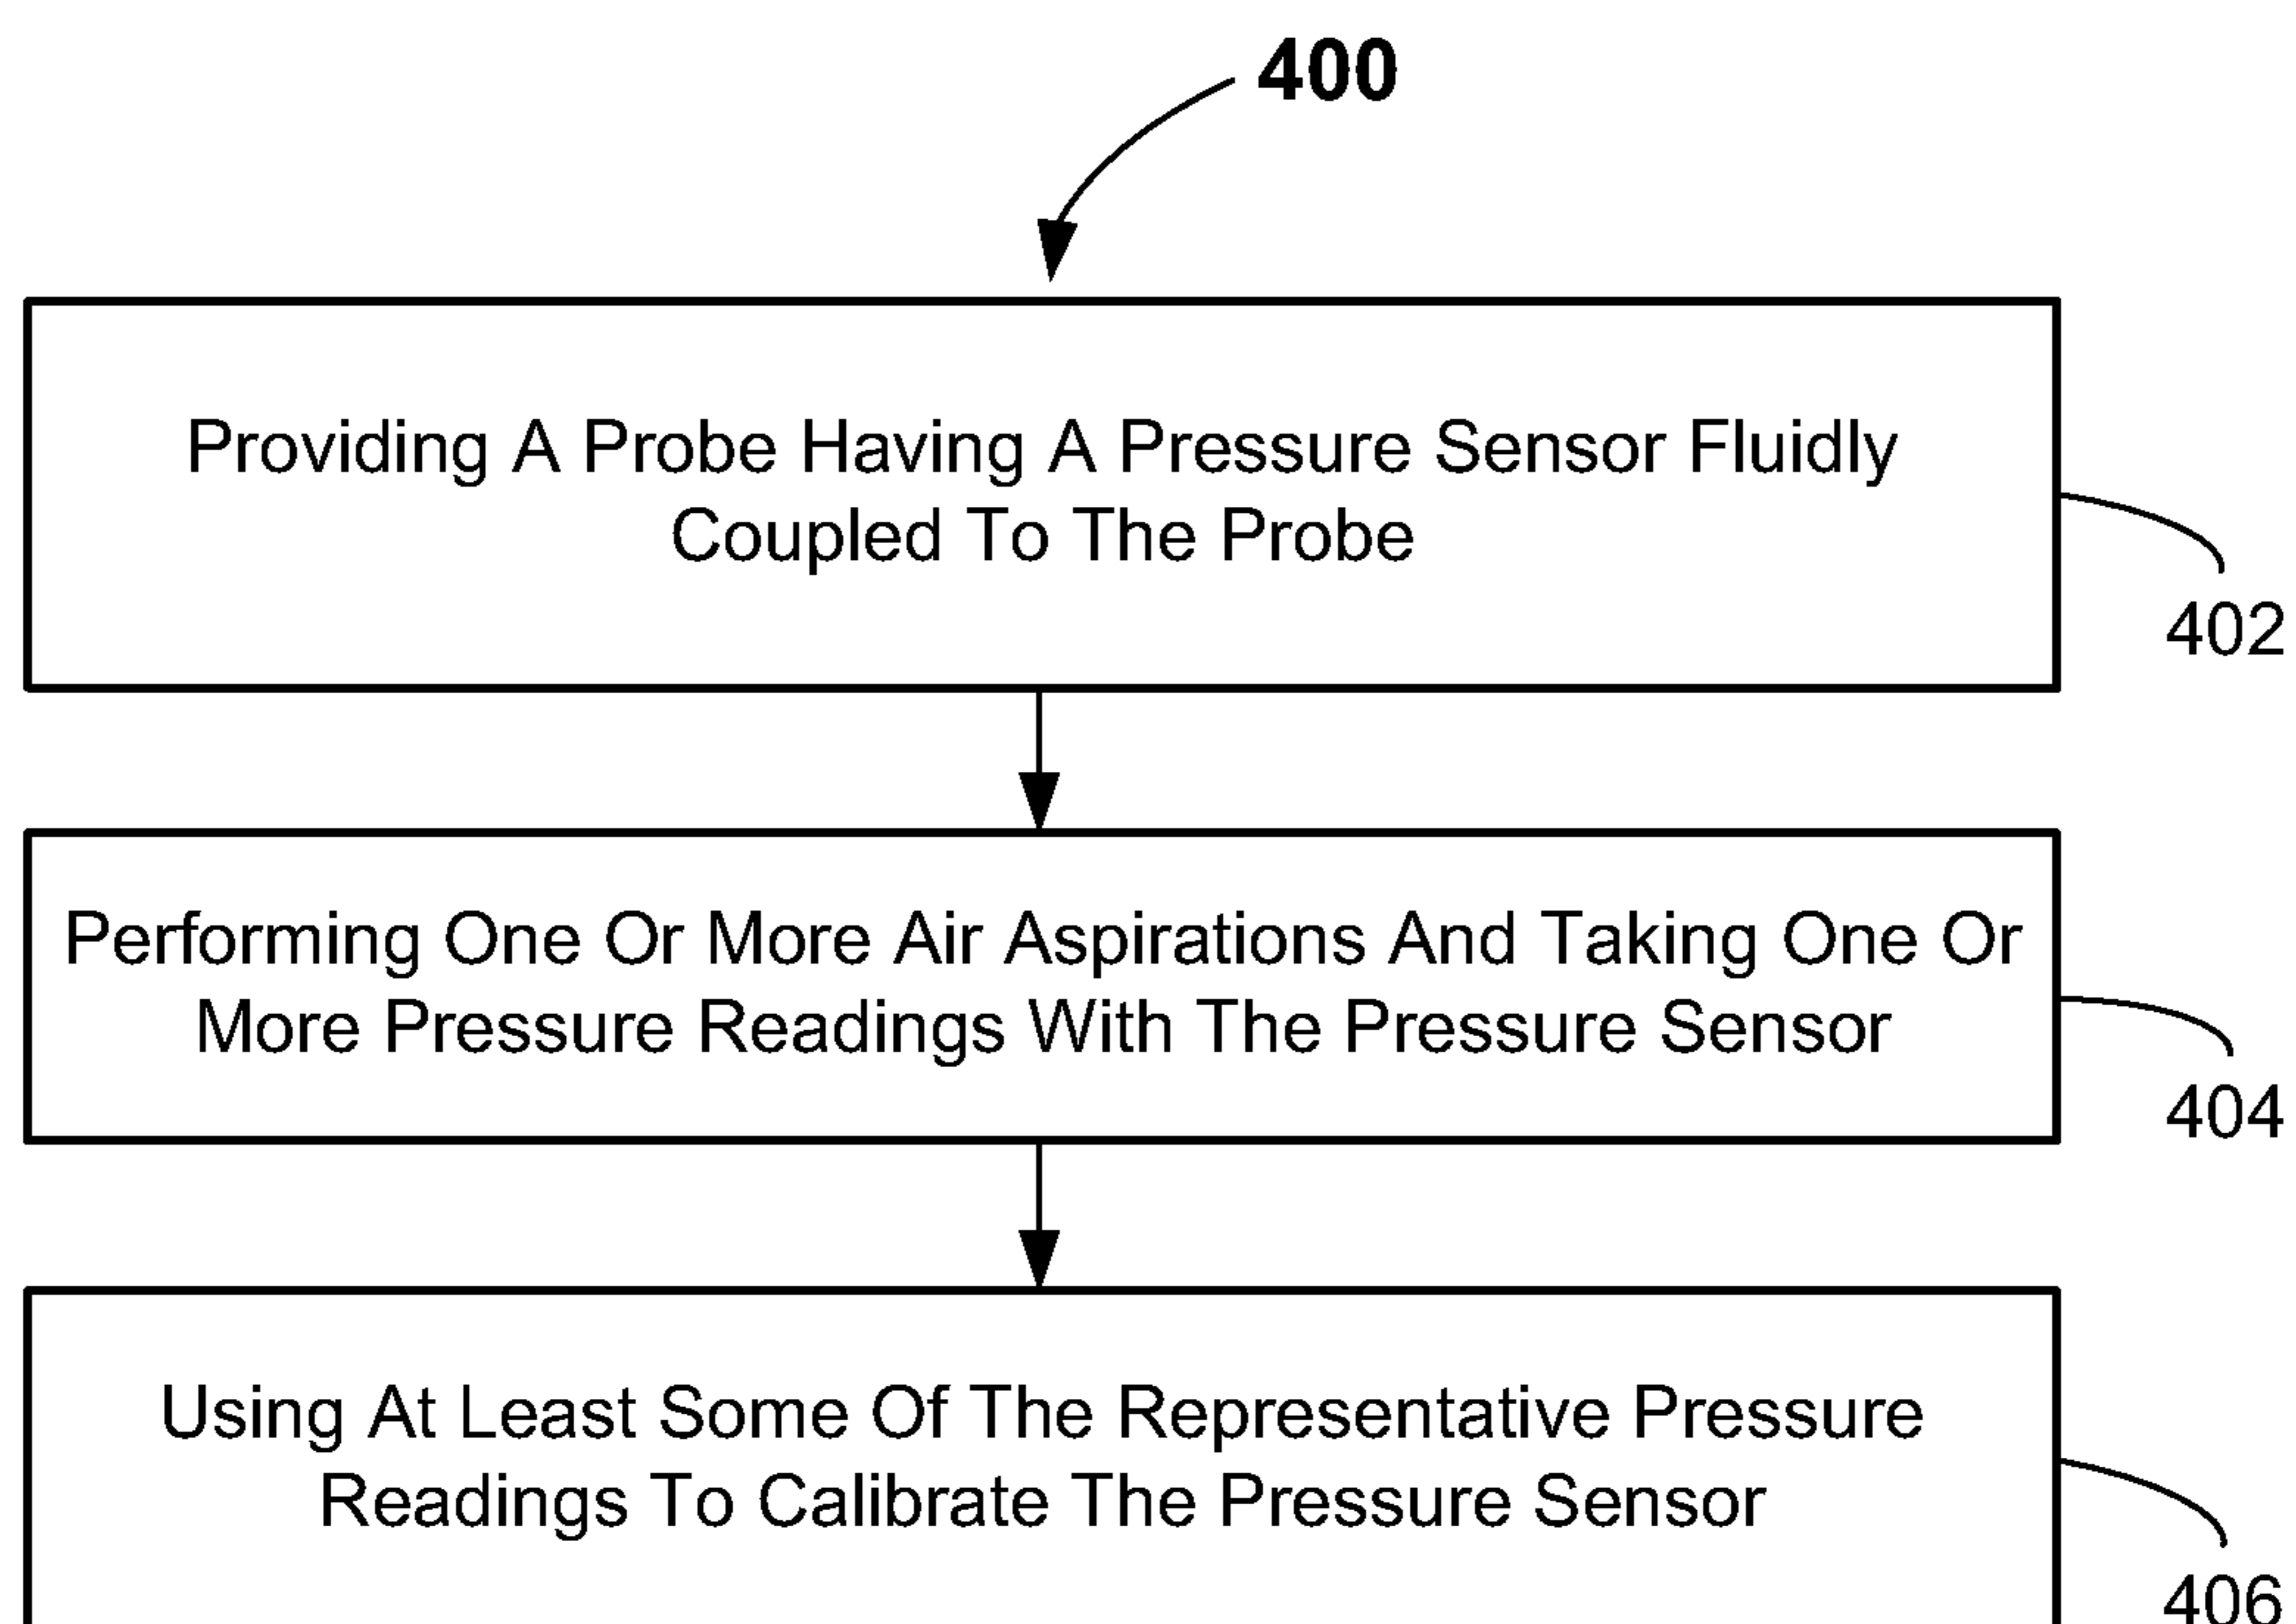 400
Providing A Probe Having A Pressure Sensor Fluidly
Coupled To The Probe
402
Performing One Or More Air Aspirations And Taking One Or
More Pressure Readings With The Pressure Sensor
404
Using At Least Some Of The Representative Pressure
Readings To Calibrate The Pressure Sensor
406